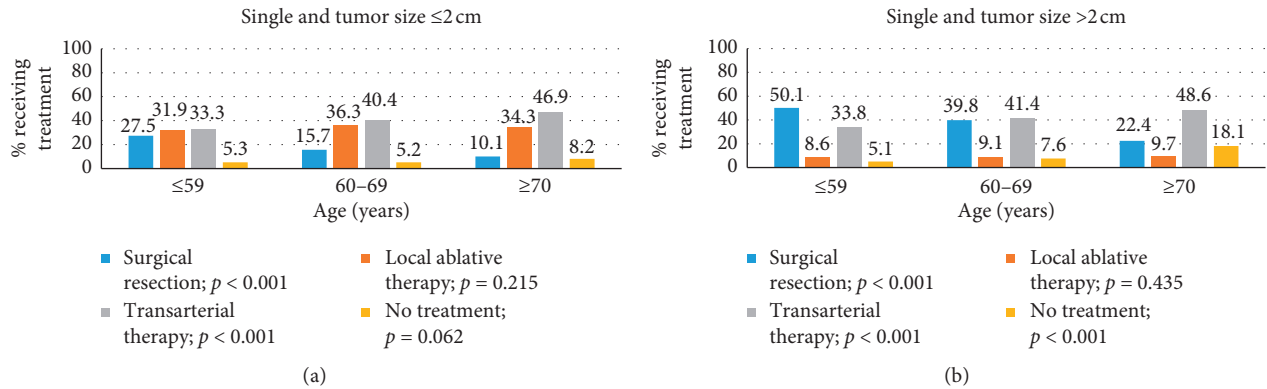 Single and tumor size ≤2 cm
% receiving
treatment
100
80
60
40
20
0
27.5 31.9 33.3 5.3
15.7 36.3 40.4 5.2
10.1 34.3 46.9 8.2
≤59 60–69 ≥70
Age (years)
Surgical
resection; p < 0.001
Transarterial
therapy; p < 0.001
Local ablative
therapy; p = 0.215
No treatment;
p = 0.062
(a)
Single and tumor size >2 cm
% receiving
treatment
100
80
60
40
20
0
50.1 8.6 33.8 5.1
39.8 9.1 41.4 7.6
22.4 9.7 48.6 18.1
≤59 60–69 ≥70
Age (years)
Surgical
resection; p < 0.001
Transarterial
therapy; p < 0.001
Local ablative
therapy; p = 0.435
No treatment;
p < 0.001
(b)